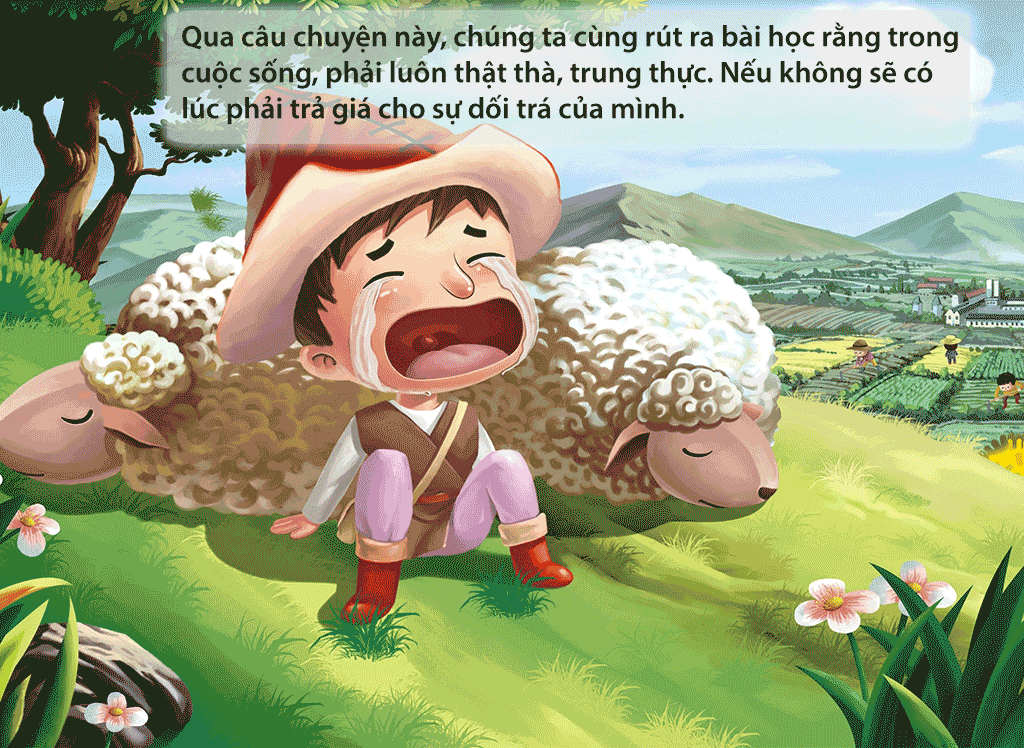 Qua câu chuyện này, chúng ta cùng rút ra bài học rằng trong
cuộc sống, phải luôn thật thà, trung thực. Nếu không sẽ có
lúc phải trả giá cho sự dối trá của mình.